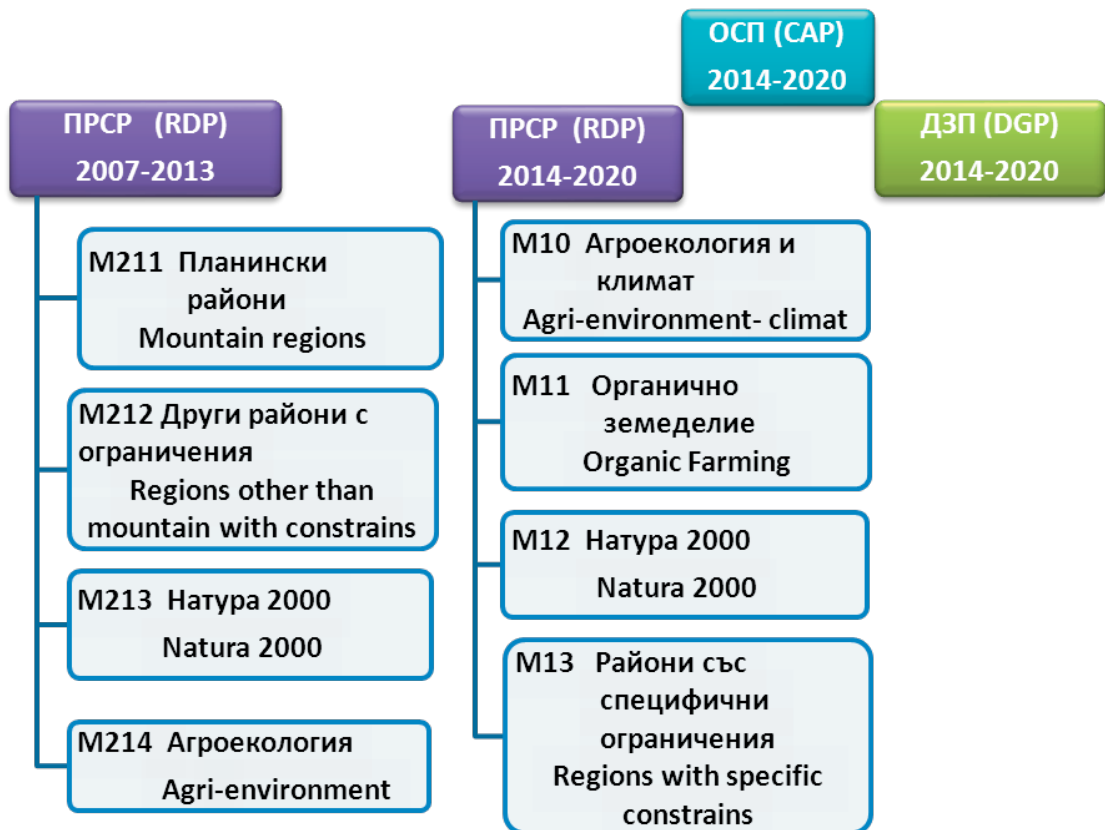 ОСП (CAP)
2014-2020
ПРСР (RDP)
2007-2013
ПРСР (RDP)
2014-2020
ДЗП (DGP)
2014-2020
М211 Планински
райони
Mountain regions
М212 Други райони с
ограничения
Regions other than
mountain with constrains
М213 Натура 2000
Natura 2000
М214 Агроекология
Agri-environment
М10 Агроекология и
климат
Agri-environment- climat
М11 Органично
земеделие
Organic Farming
М12 Натура 2000
Natura 2000
М13 Райони със
специфични
ограничения
Regions with specific
constrains